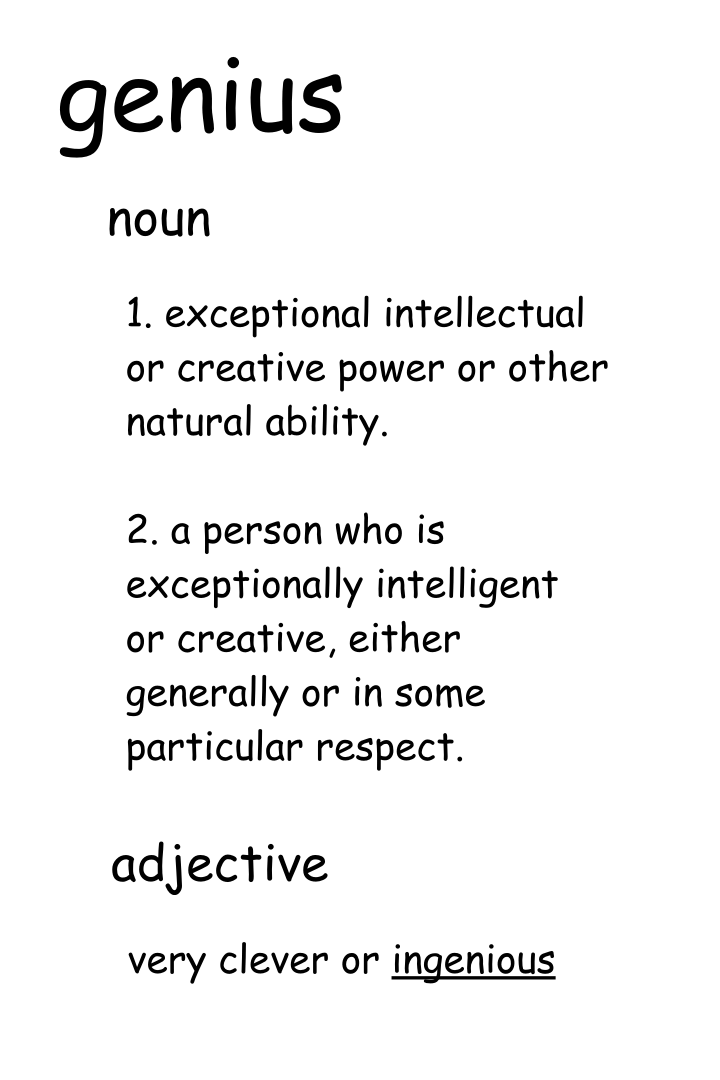 genius
noun
1. exceptional intellectual
or creative power or other
natural ability.
2. a person who is
exceptionally intelligent
or creative, either
generally or in some
particular respect.
adjective
very clever or ingenious